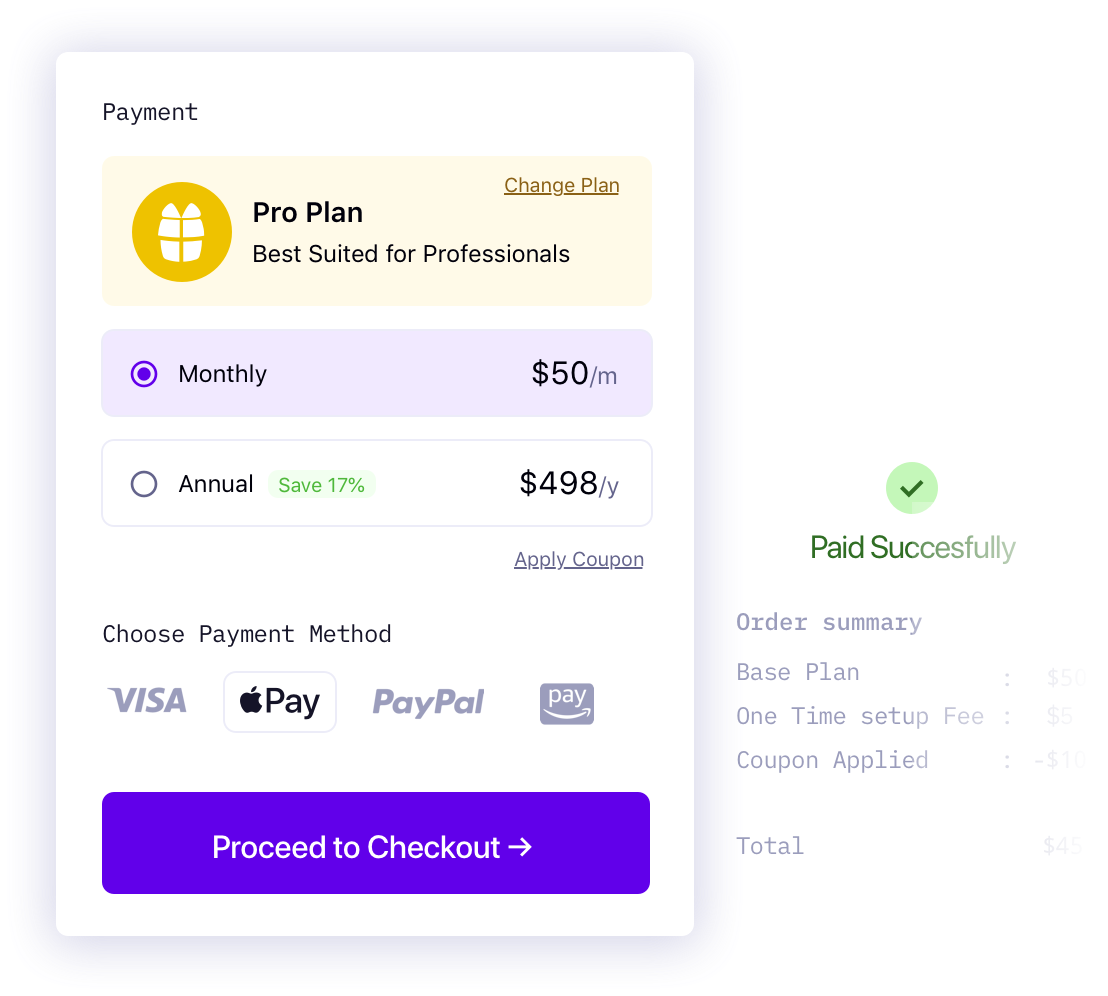 Payment
Change Plan
Pro Plan
Best Suited for Professionals
Monthly $50/m
Annual Save 17% $498/y
Apply Coupon
Choose Payment Method
VISA Pay PayPal pay
Proceed to Checkout →
Paid Succesfully
Order summary
Base Plan : $50
One Time setup Fee : $5
Coupon Applied : -$10
Total $45